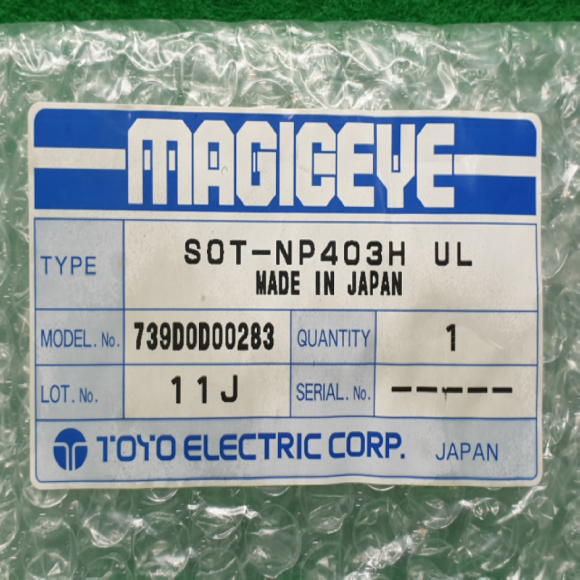 MAGICEYE
TYPE SOT-NP403H UL
MADE IN JAPAN
MODEL. No. 739D0D00283 QUANTITY 1
LOT. No. 11J SERIAL. No. -----
TOYO ELECTRIC CORP. JAPAN